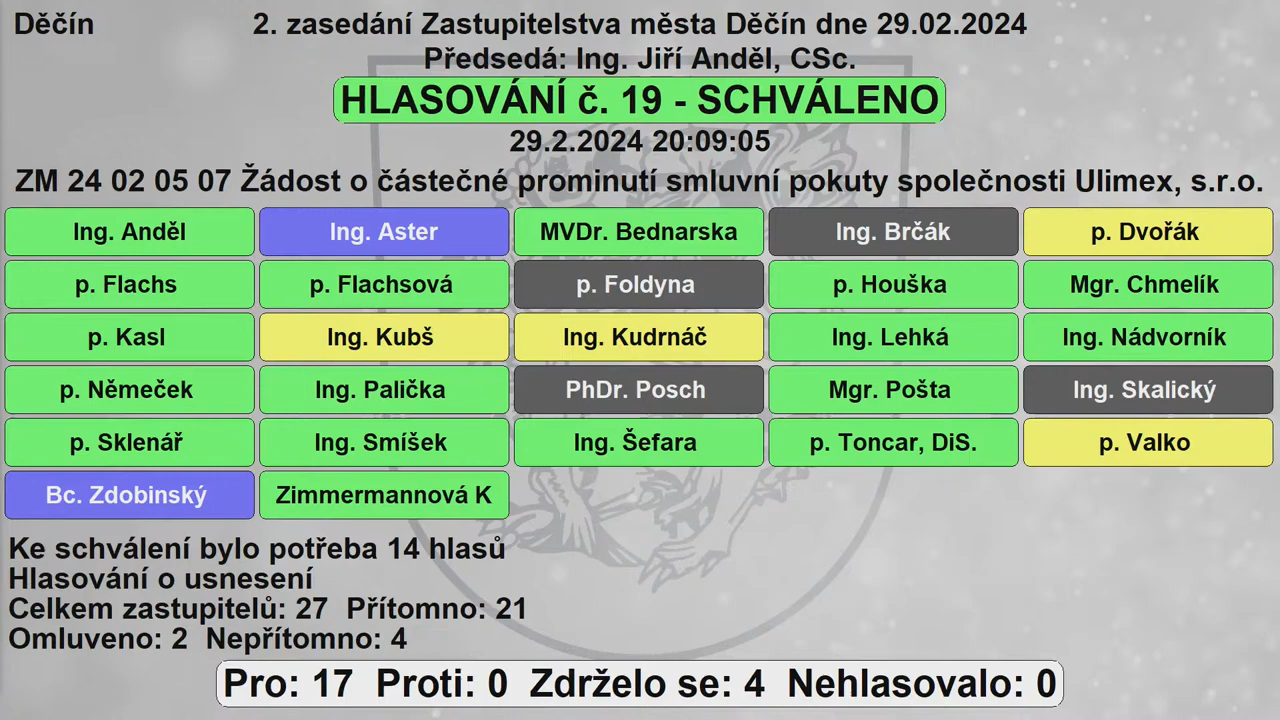 Děčín 2. zasedání Zastupitelstva města Děčín dne 29.02.2024
Předsedá: Ing. Jiří Anděl, CSc.
HLASOVÁNÍ č. 19 - SCHVÁLENO
29.2.2024 20:09:05
ZM 24 02 05 07 Žádost o částečné prominutí smluvní pokuty společnosti Ulimex, s.r.o.
Ing. Anděl Ing. Aster MVDr. Bednarska Ing. Brčák p. Dvořák
p. Flachs p. Flachsová p. Foldyna p. Houška Mgr. Chmelík
p. Kasl Ing. Kubš Ing. Kudrnáč Ing. Lehká Ing. Nádvorník
p. Němeček Ing. Palička PhDr. Posch Mgr. Pošta Ing. Skalický
p. Sklenář Ing. Smíšek Ing. Šefara p. Toncar, DiS. p. Valko
Bc. Zdobinský Zimmermannová K
Ke schválení bylo potřeba 14 hlasů
Hlasování o usnesení
Celkem zastupitelů: 27 Přítomno: 21
Omluveno: 2 Nepřítomno: 4
Pro: 17 Proti: 0 Zdrželo se: 4 Nehlasovalo: 0